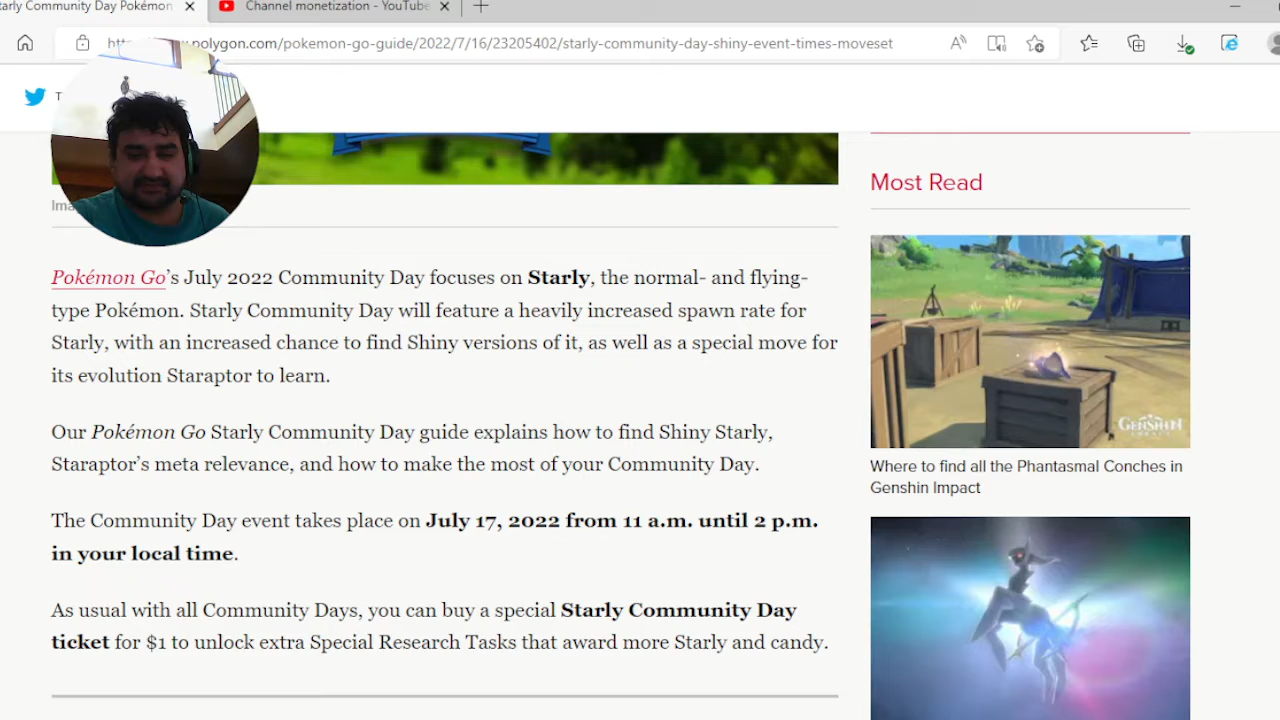 tarly Community Day Pokémon
Channel monetization - YouTube
.polygon.com/pokemon-go-guide/2022/7/16/23205402/starly-community-day-shiny-event-times-moveset
T
Ima
Most Read
Pokémon Go’s July 2022 Community Day focuses on Starly, the normal- and flying-
type Pokémon. Starly Community Day will feature a heavily increased spawn rate for
Starly, with an increased chance to find Shiny versions of it, as well as a special move for
its evolution Staraptor to learn.
Our Pokémon Go Starly Community Day guide explains how to find Shiny Starly,
Staraptor’s meta relevance, and how to make the most of your Community Day.
The Community Day event takes place on July 17, 2022 from 11 a.m. until 2 p.m.
in your local time.
As usual with all Community Days, you can buy a special Starly Community Day
ticket for $1 to unlock extra Special Research Tasks that award more Starly and candy.
GENSHIN
Where to find all the Phantasmal Conches in
Genshin Impact